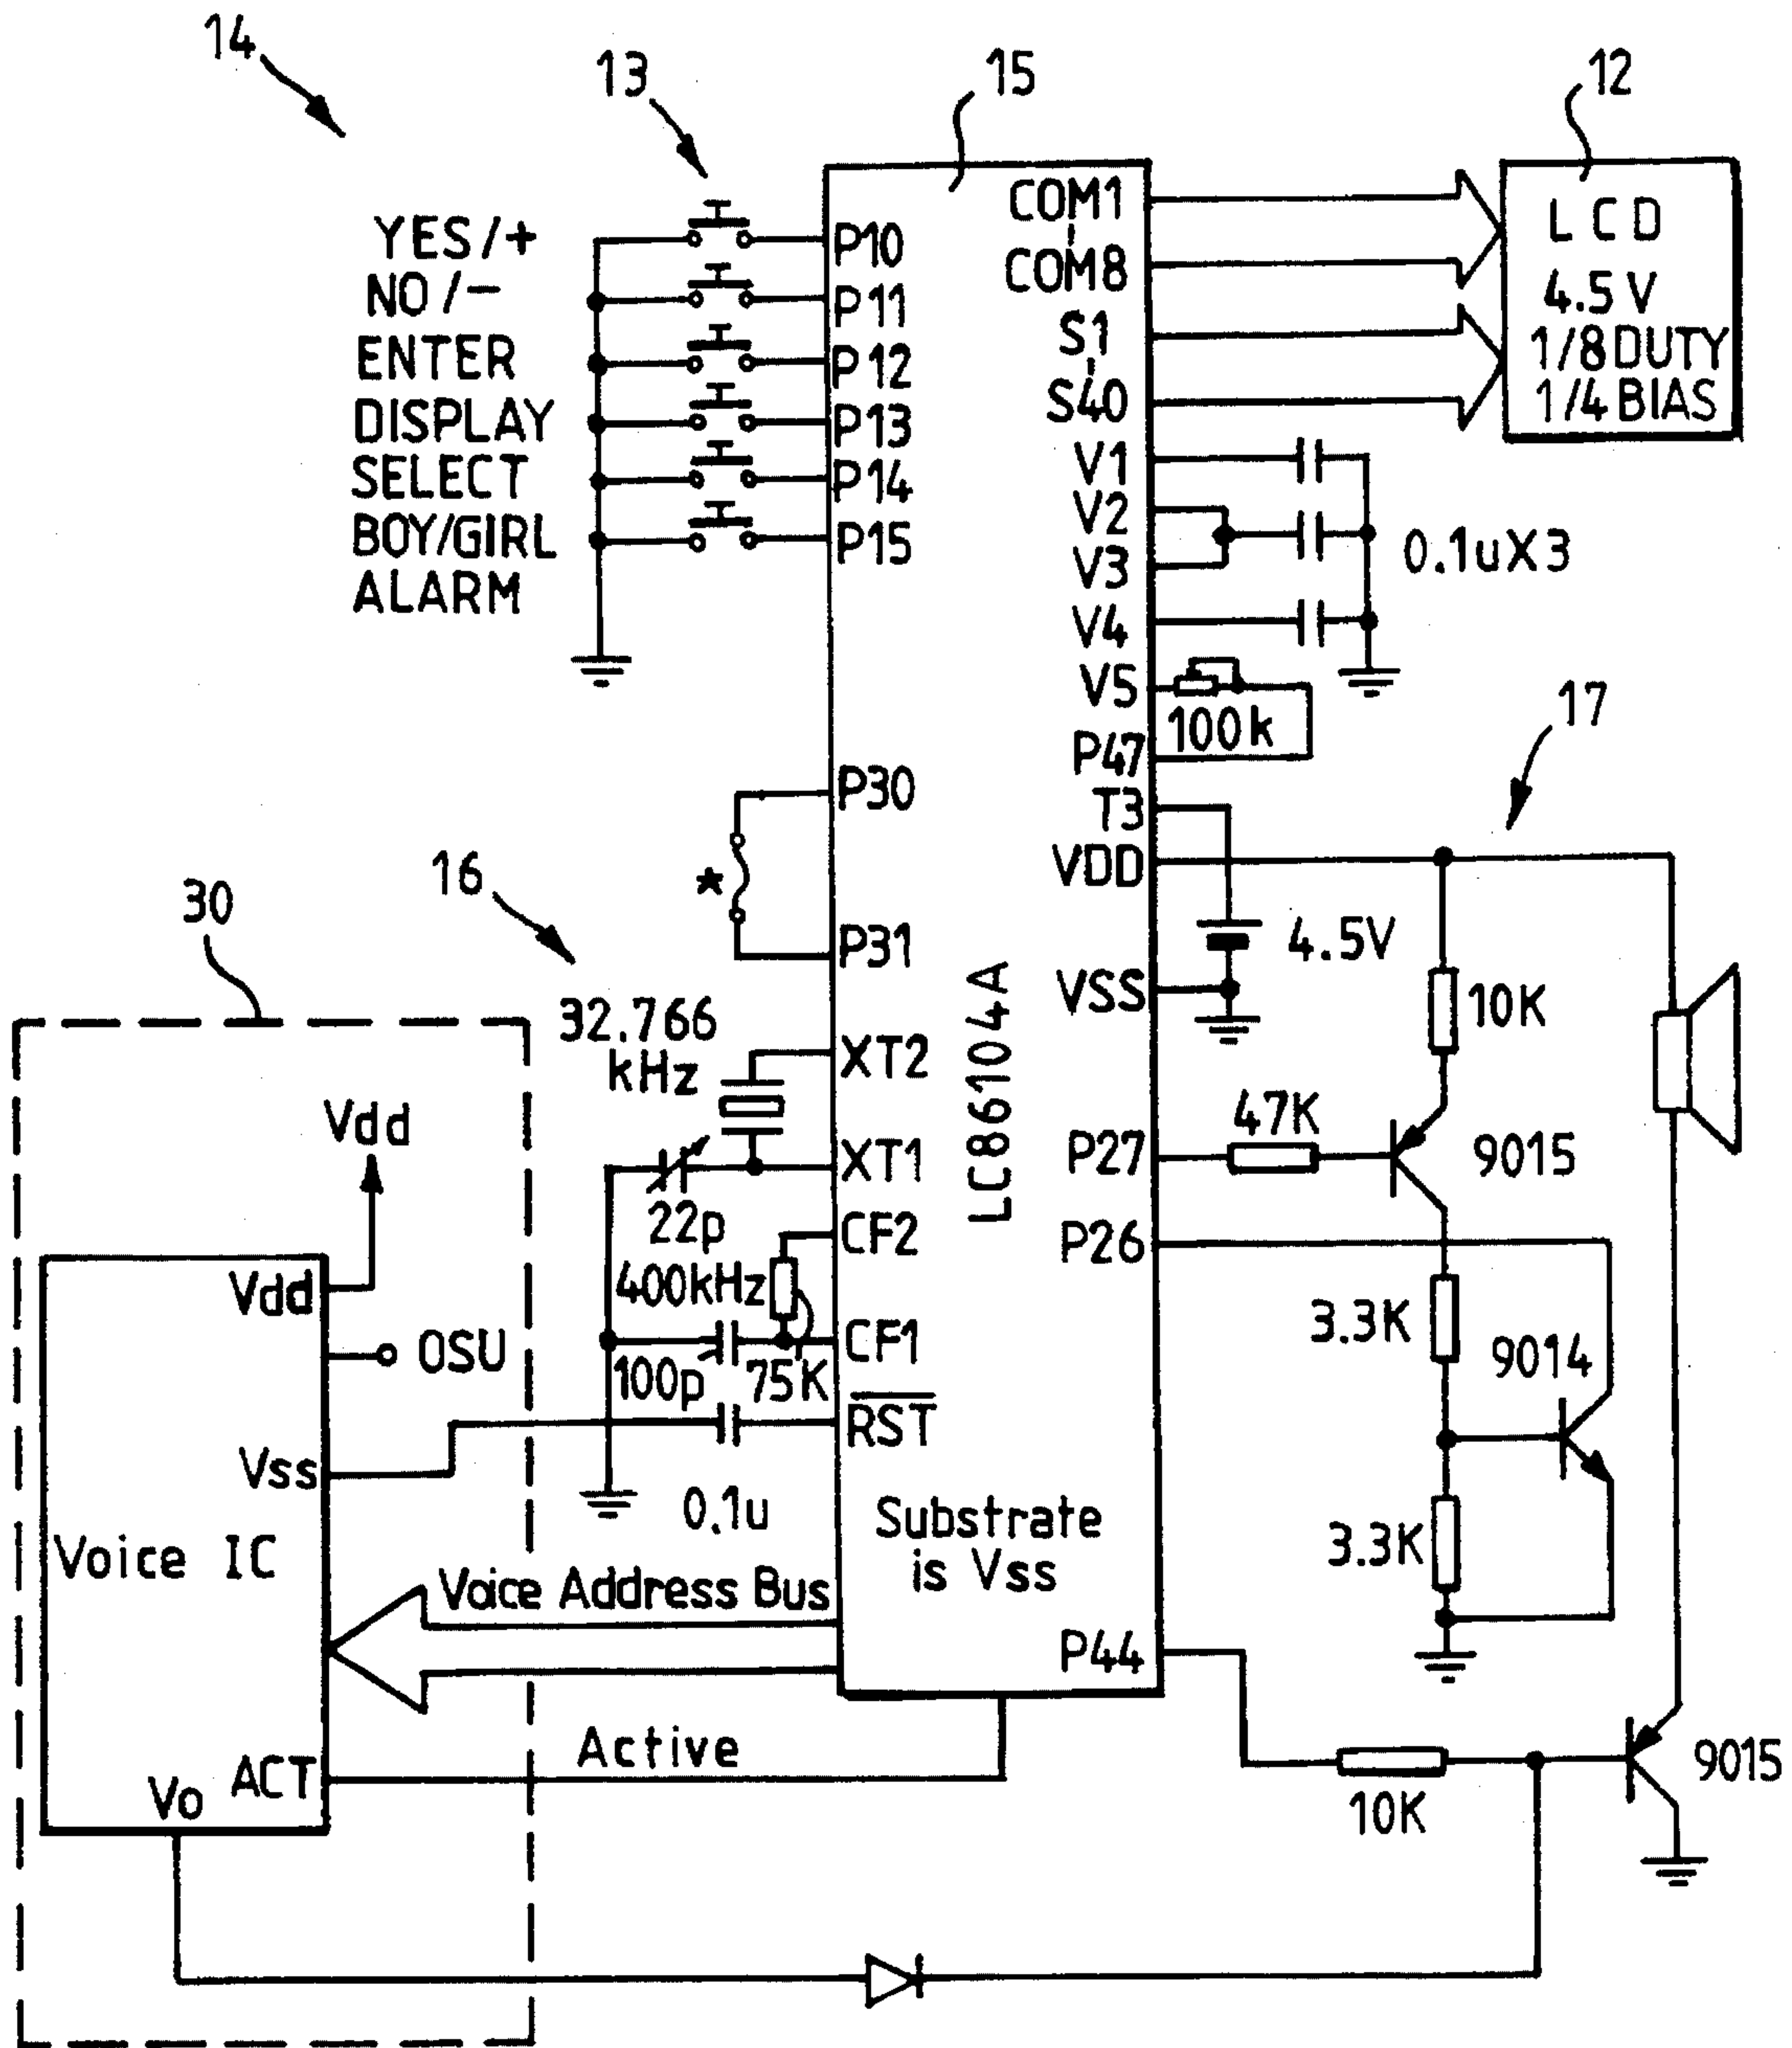 14
13
15
12
YES/+
NO/-
ENTER
DISPLAY
SELECT
BOY/GIRL
ALARM
P10
P11
P12
P13
P14
P15
P30
*
P31
COM1
COM8
S1
S40
V1
V2
V3
V4
V5
P47
T3
VDD
VSS
P27
P26
P44
LCD
4.5V
1/8 DUTY
1/4 BIAS
0.1uX3
100k
17
4.5V
10K
47K
9015
3.3K
9014
3.3K
10K
9015
LC86104A
Substrate
is Vss
16
32.766
kHz
XT2
XT1
22p
CF2
400kHz
CF1
100p
75K
RST
0.1u
30
Vdd
Vdd
OSU
Vss
Voice IC
Voice Address Bus
ACT
Active
Vo